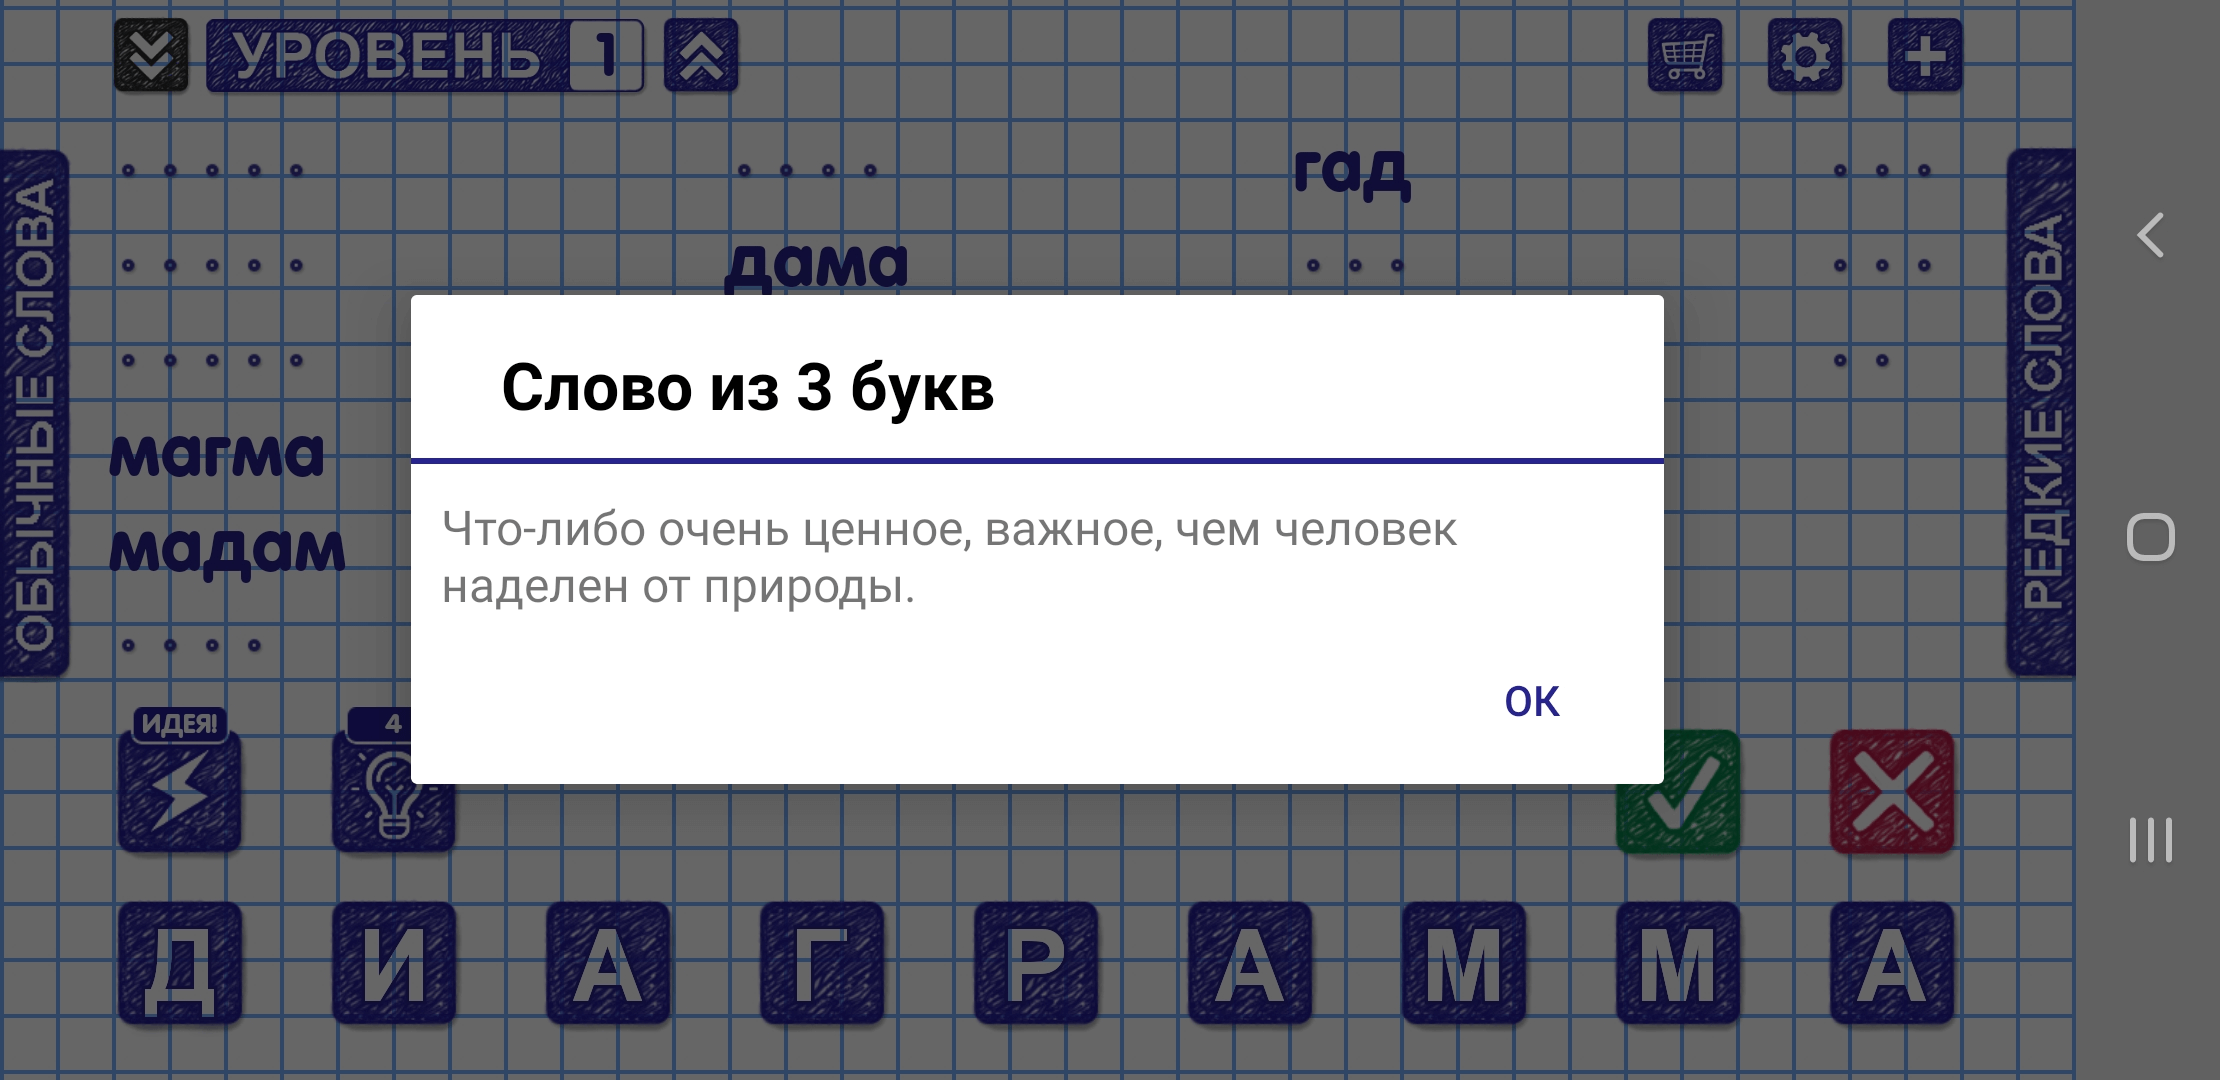 УРОВЕНЬ 1
ОБЫЧНЫЕ СЛОВА
РЕДКИЕ СЛОВА
гад
дама
магма
мадам
Слово из 3 букв
Что-либо очень ценное, важное, чем человек
наделен от природы.
ОК
ИДЕЯ!
4
Д И А Г Р А М М А